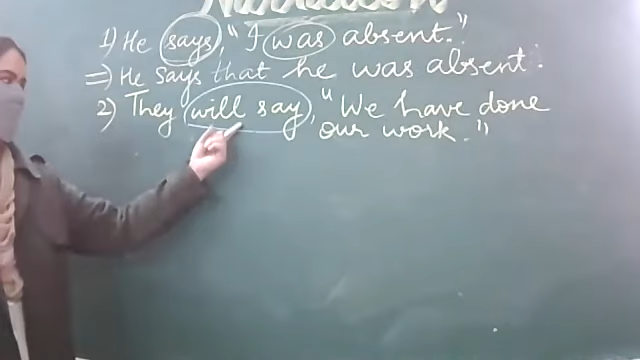 Narration
1) He says, "I was absent."
=> He says that he was absent.
2) They will say, "We have done
our work."